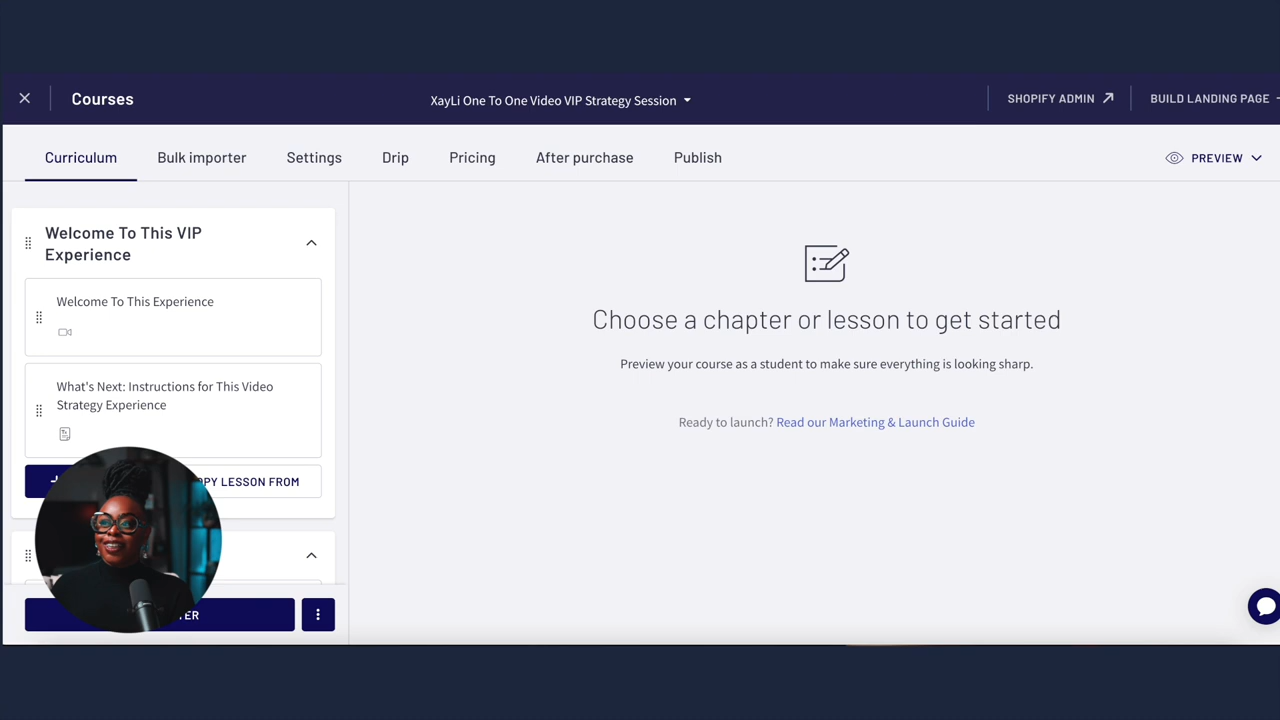 Courses
XayLi One To One Video VIP Strategy Session
SHOPIFY ADMIN
BUILD LANDING PAGE
Curriculum
Bulk importer
Settings
Drip
Pricing
After purchase
Publish
PREVIEW
Welcome To This VIP
Experience
Welcome To This Experience
What's Next: Instructions for This Video
Strategy Experience
LESSON FROM
Choose a chapter or lesson to get started
Preview your course as a student to make sure everything is looking sharp.
Ready to launch? Read our Marketing & Launch Guide